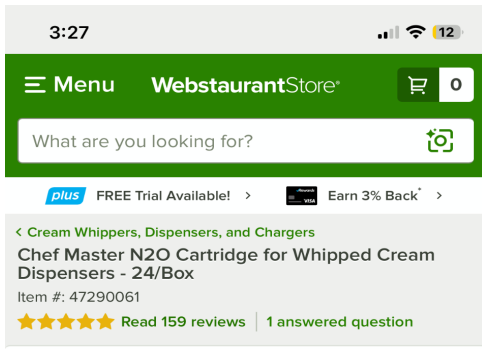 3:27
12
Menu
WebstaurantStore®
0
What are you looking for?
plus FREE Trial Available! >
Rewards VISA Earn 3% Back* >
< Cream Whippers, Dispensers, and Chargers
Chef Master N2O Cartridge for Whipped Cream
Dispensers - 24/Box
Item #: 47290061
Read 159 reviews
1 answered question